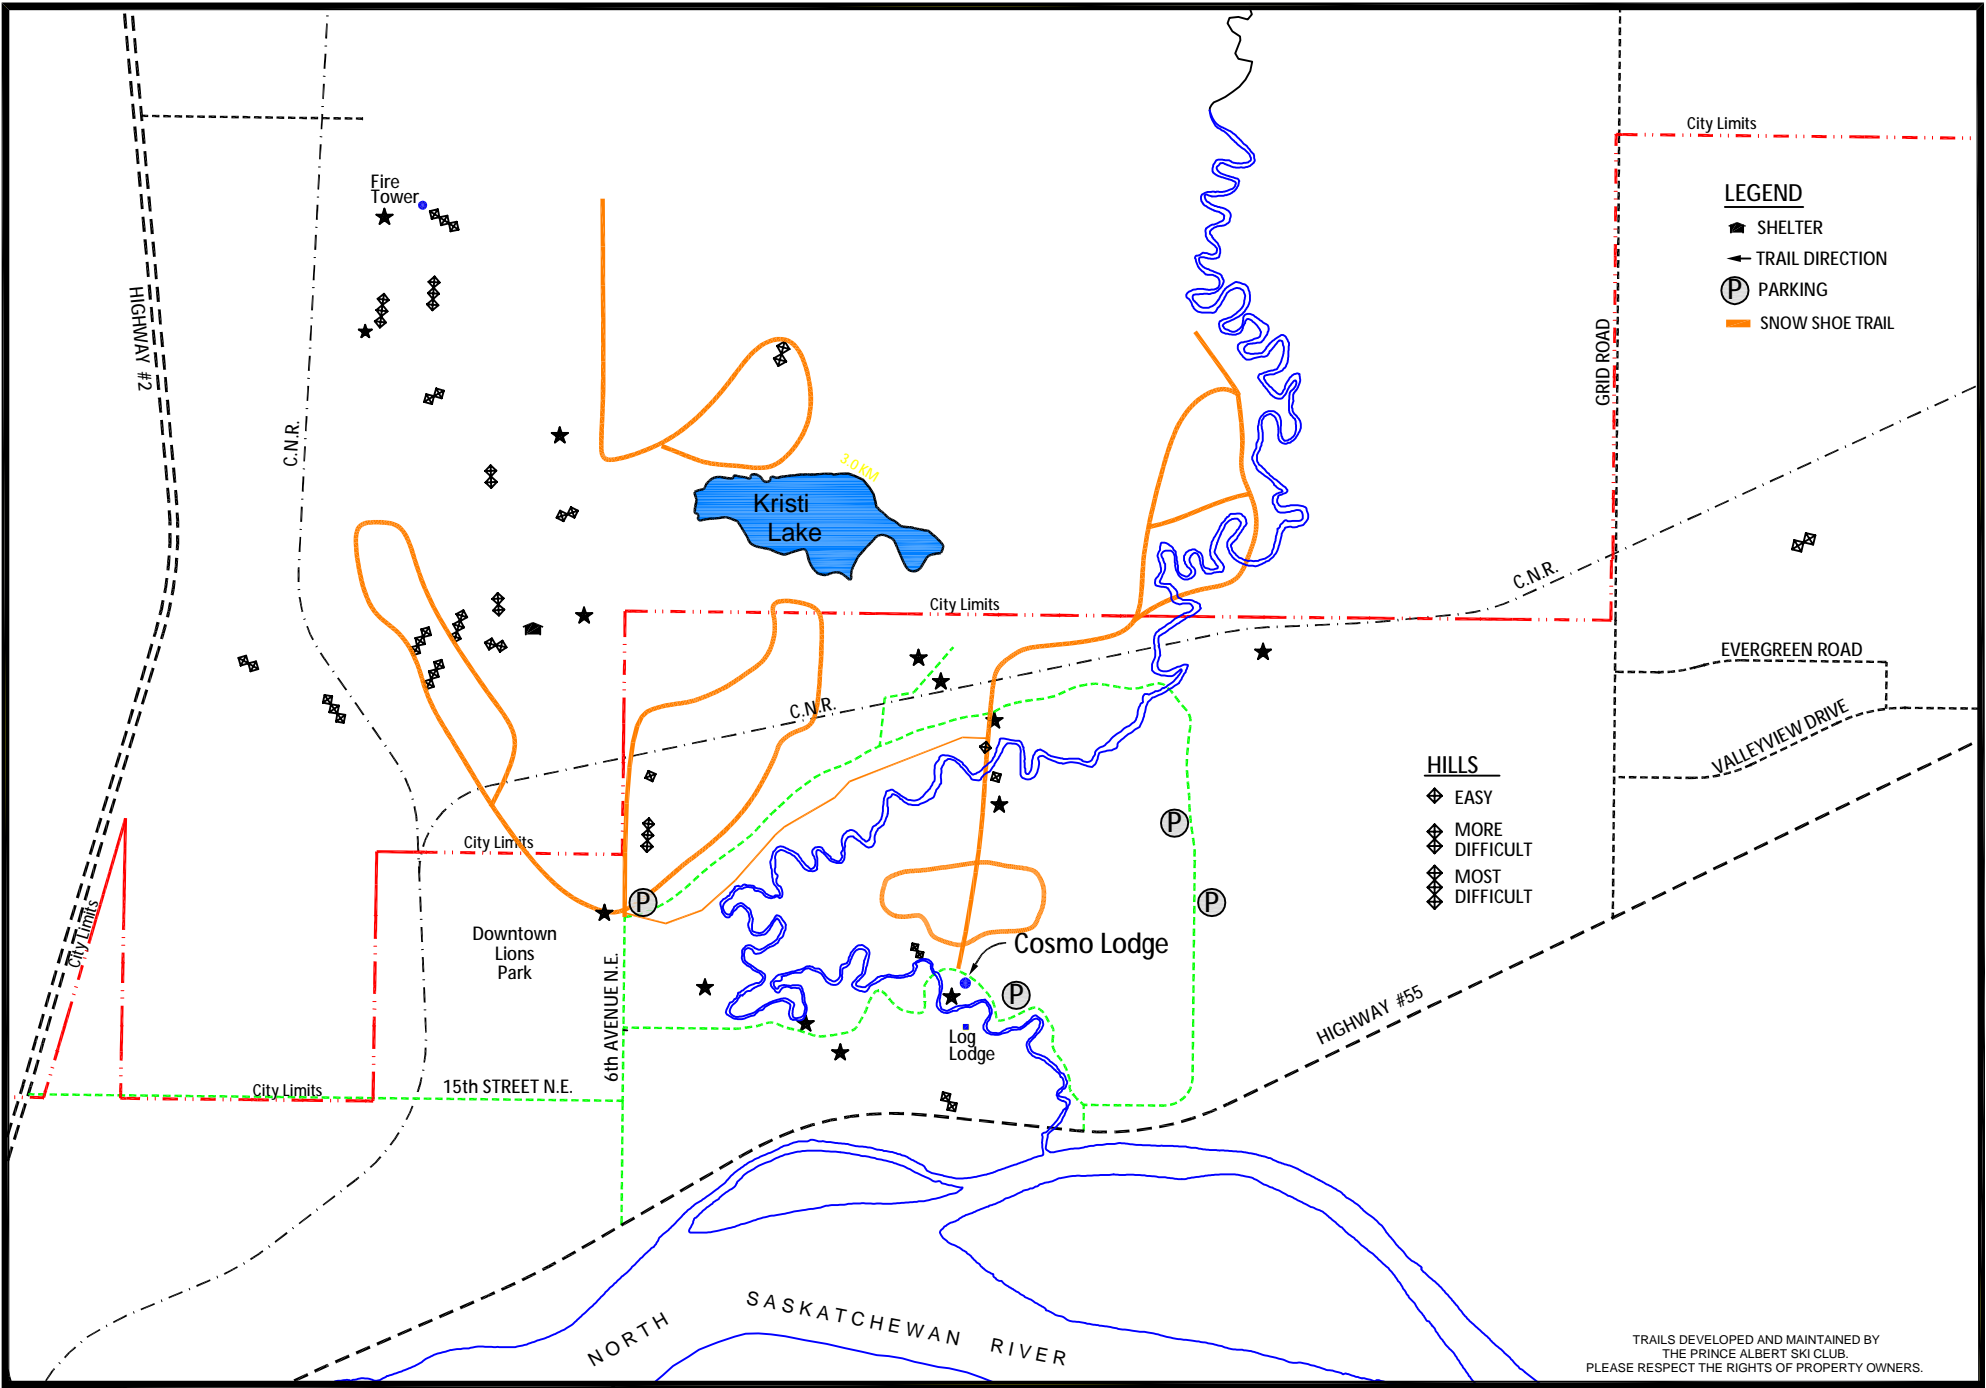 City Limits
LEGEND
SHELTER
TRAIL DIRECTION
P PARKING
SNOW SHOE TRAIL
Fire
Tower
HIGHWAY #2
C.N.R.
GRID ROAD
3.0 KM
Kristi
Lake
C.N.R.
City Limits
EVERGREEN ROAD
VALLEYVIEW DRIVE
C.N.R.
HILLS
EASY
MORE
DIFFICULT
MOST
DIFFICULT
City Limits
P
P
P
City Limits
Downtown
Lions
Park
Cosmo Lodge
P
6th AVENUE N.E.
Log
Lodge
HIGHWAY #55
City Limits
15th STREET N.E.
NORTH SASKATCHEWAN RIVER
TRAILS DEVELOPED AND MAINTAINED BY
THE PRINCE ALBERT SKI CLUB.
PLEASE RESPECT THE RIGHTS OF PROPERTY OWNERS.